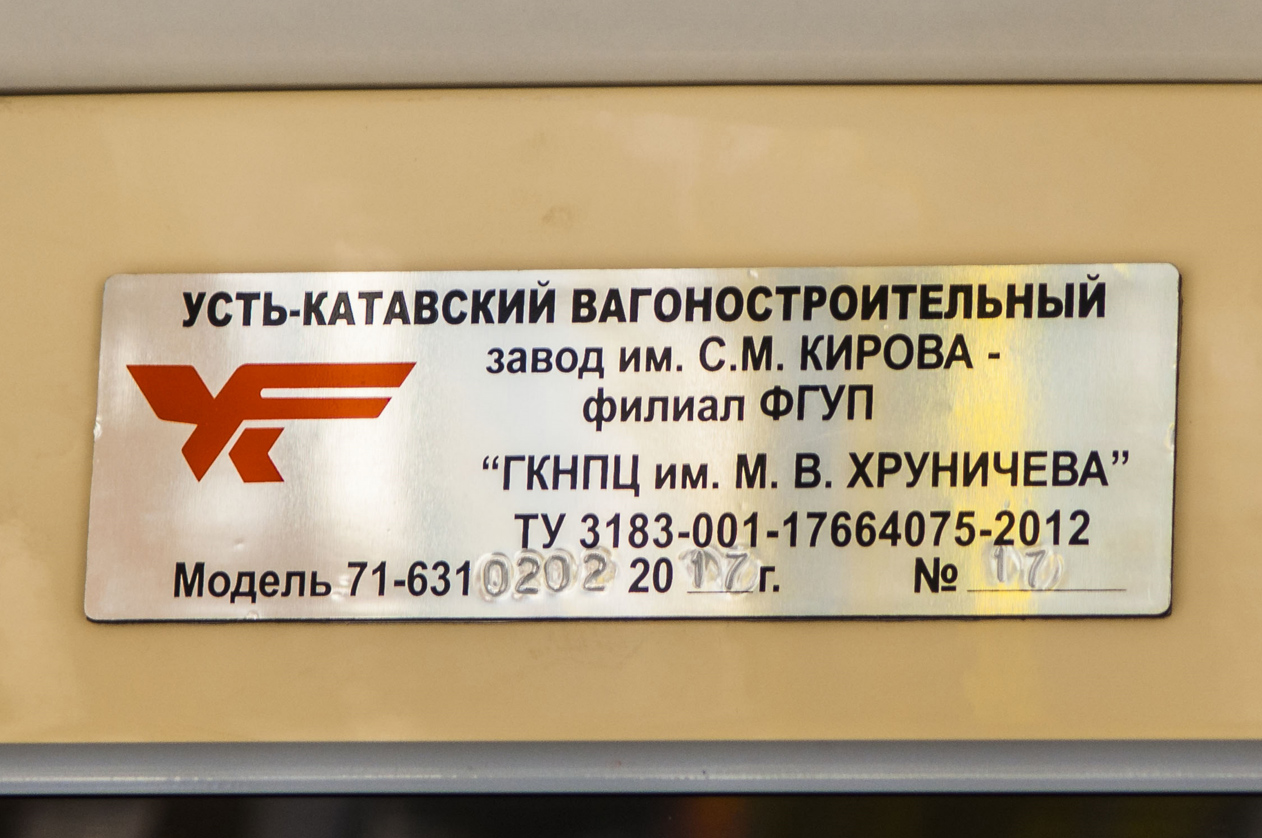 УСТЬ-КАТАВСКИЙ ВАГОНОСТРОИТЕЛЬНЫЙ
завод им. С.М. КИРОВА -
филиал ФГУП
“ГКНПЦ им. М. В. ХРУНИЧЕВА”
ТУ 3183-001-17664075-2012
Модель 71-6310202 2017г. № 17